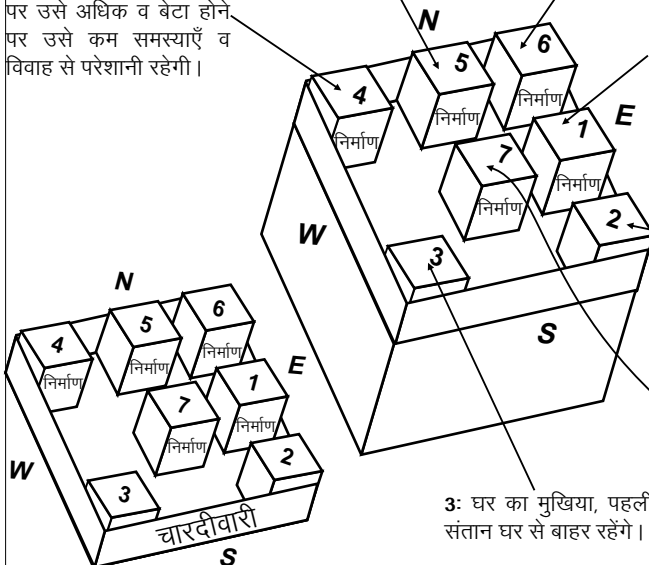 पर उसे अधिक व बेटा होने
पर उसे कम समस्याएँ व
विवाह से परेशानी रहेगी।
N
6
5
4
निर्माण
निर्माण
निर्माण
1
E
निर्माण
7
निर्माण
2
W
3
S
N
6
5
4
निर्माण
निर्माण
निर्माण
1
E
निर्माण
7
निर्माण
2
W
3
चारदीवारी
S
3: घर का मुखिया, पहली
संतान घर से बाहर रहेंगे।